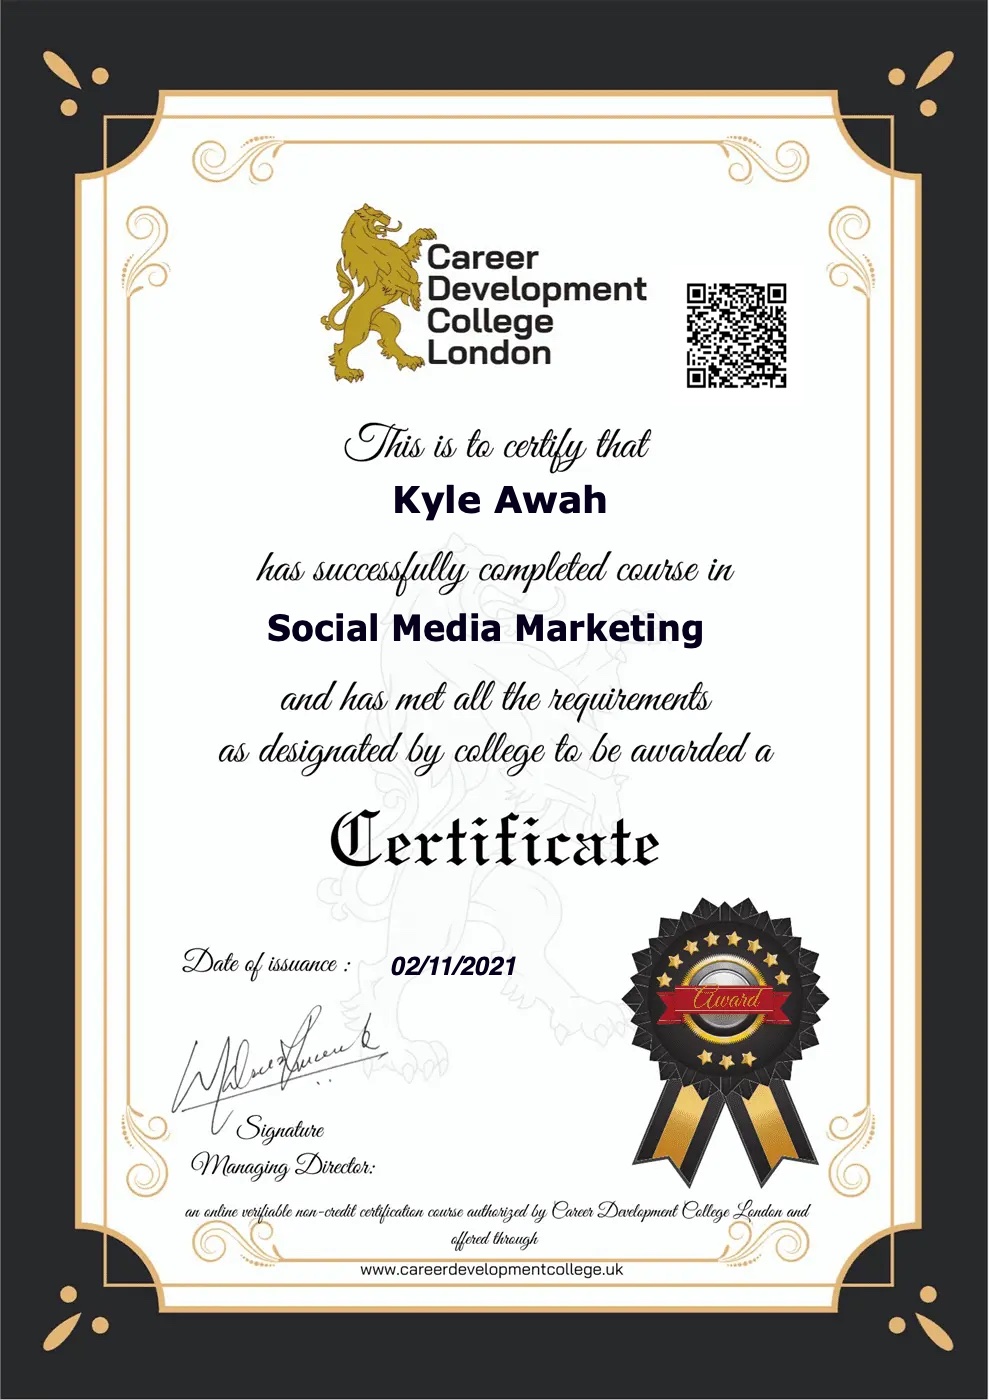 Career
Development
College
London
This is to certify that
Kyle Awah
has successfully completed course in
Social Media Marketing
and has met all the requirements
as designated by college to be awarded a
Certificate
Date of issuance : 02/11/2021
Award
Signature
Managing Director:
an online verifiable non-credit certification course authorized by Career Development College London and
offered through
www.careerdevelopmentcollege.uk